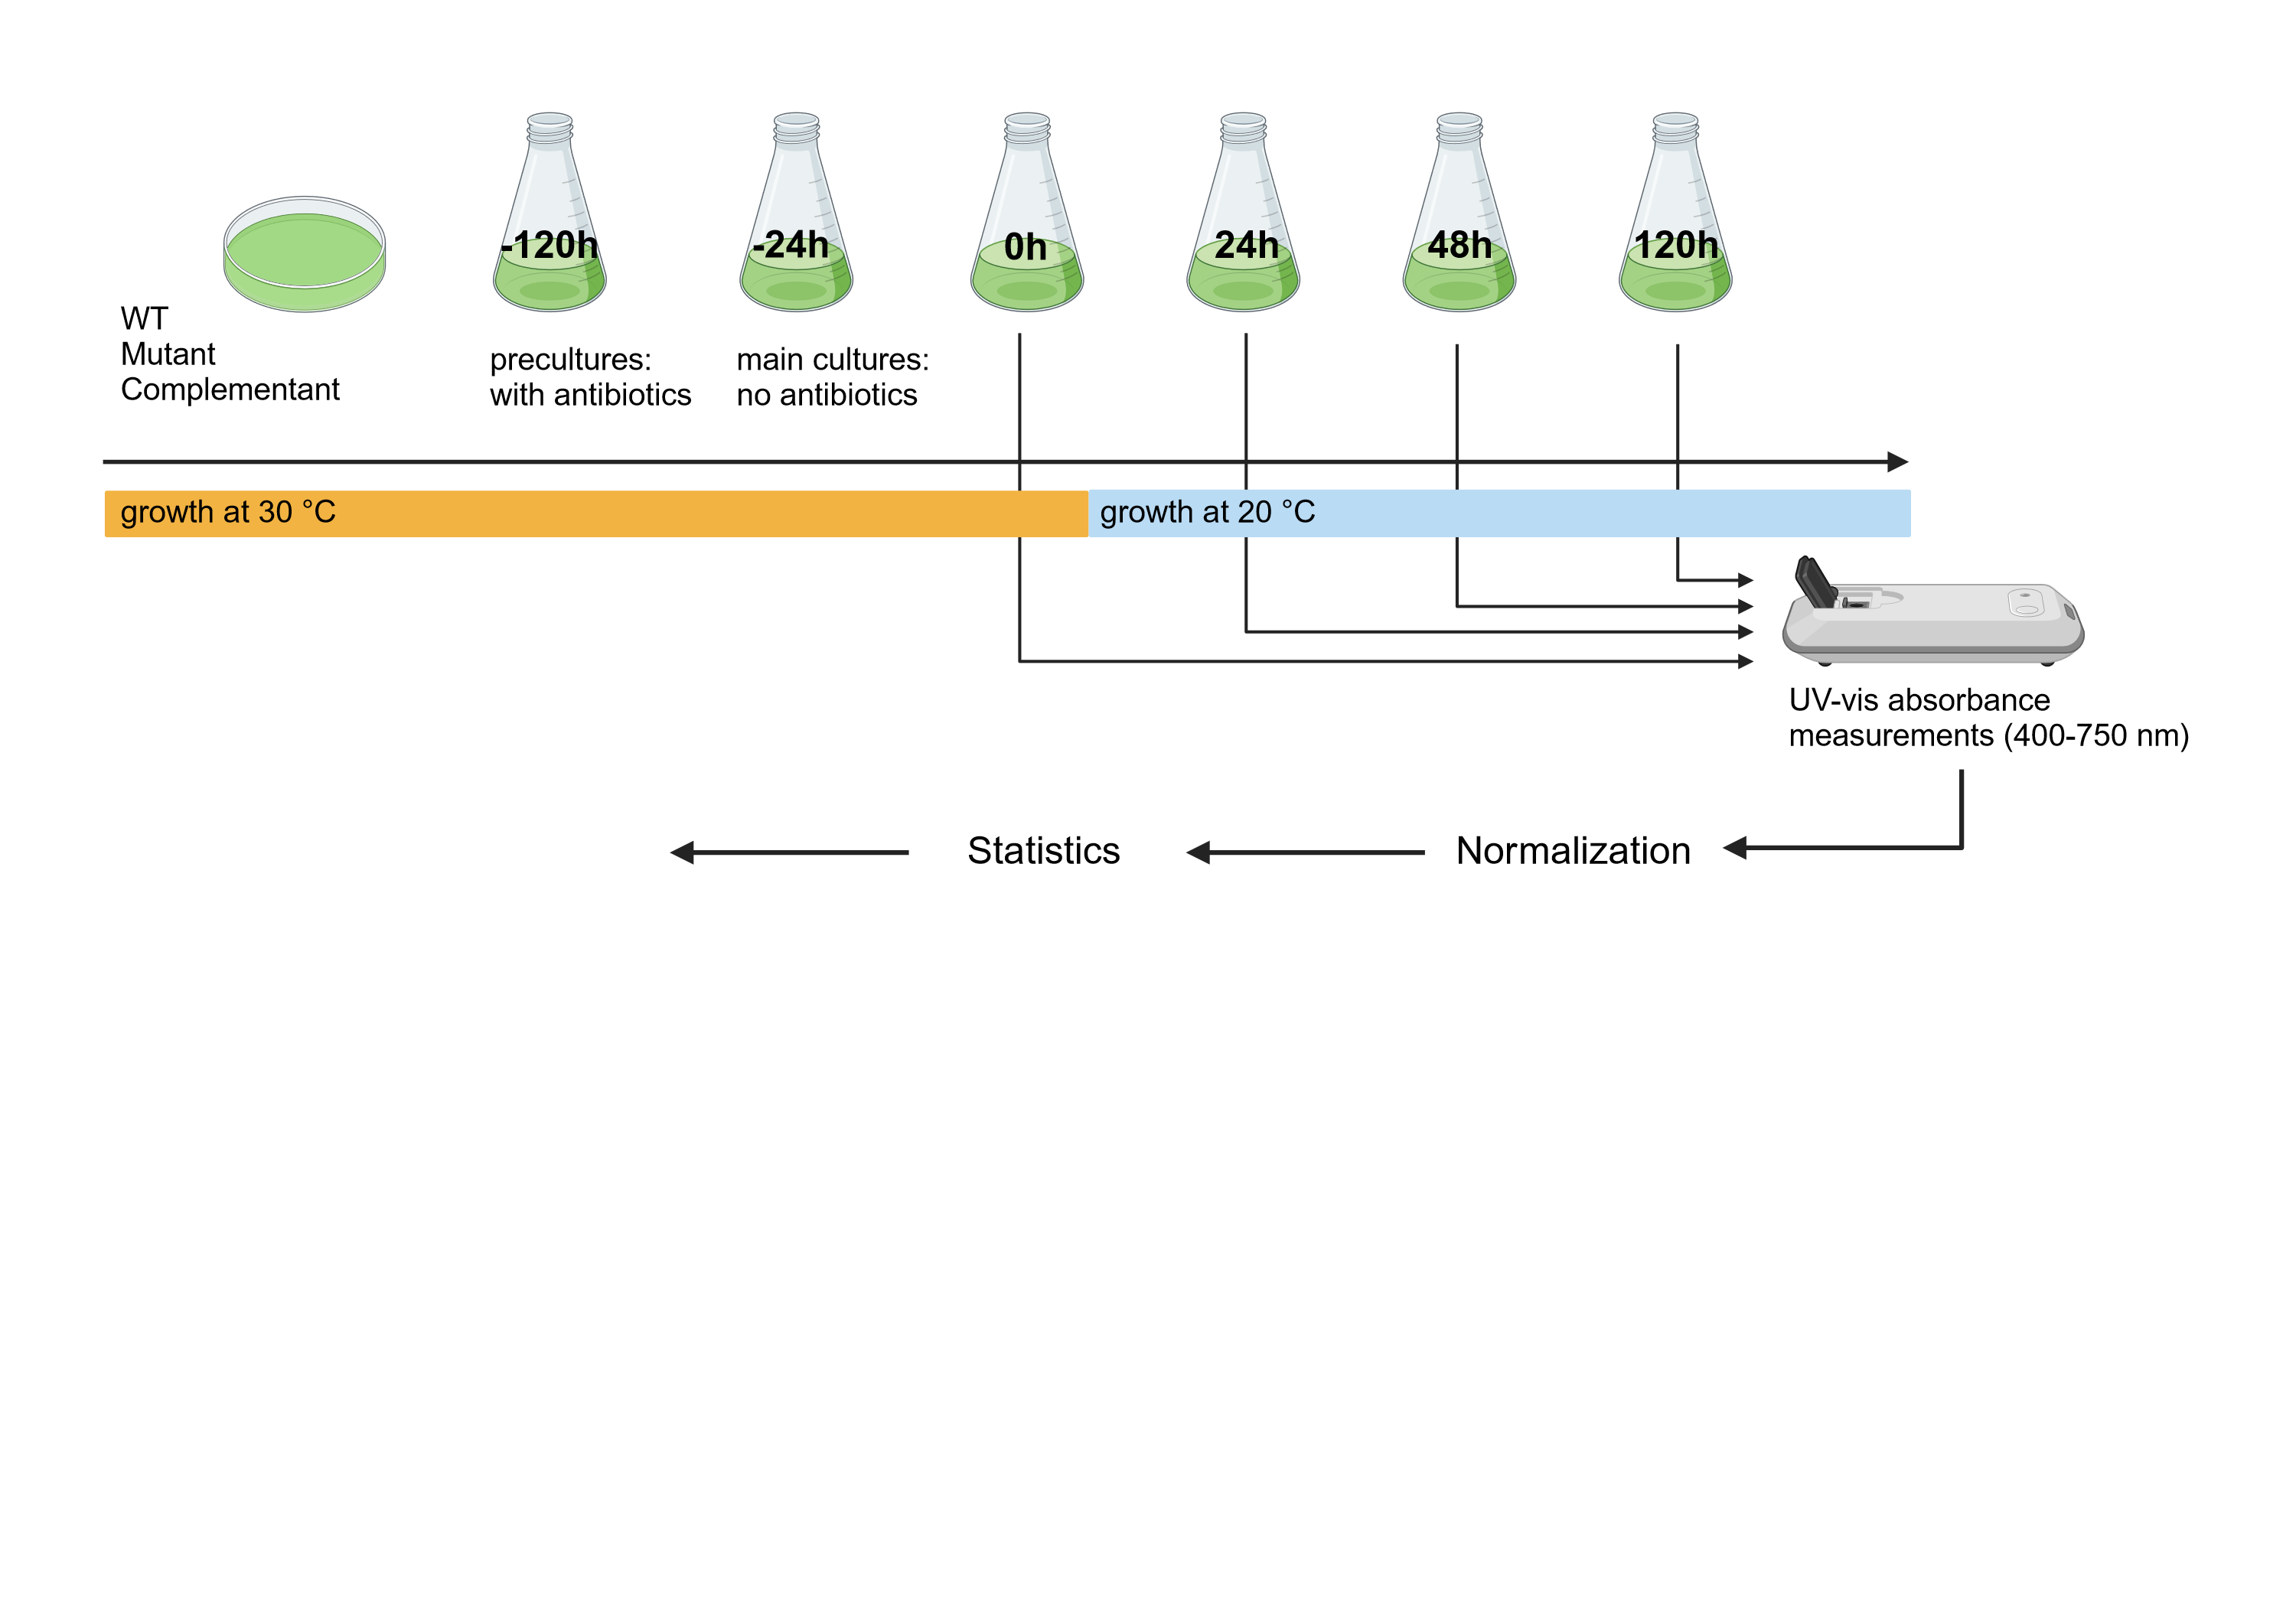 -120h
-24h
0h
24h
48h
120h
WT
Mutant
Complementant
precultures:
with antibiotics
main cultures:
no antibiotics
growth at 30 °C
growth at 20 °C
UV-vis absorbance
measurements (400-750 nm)
Statistics
Normalization